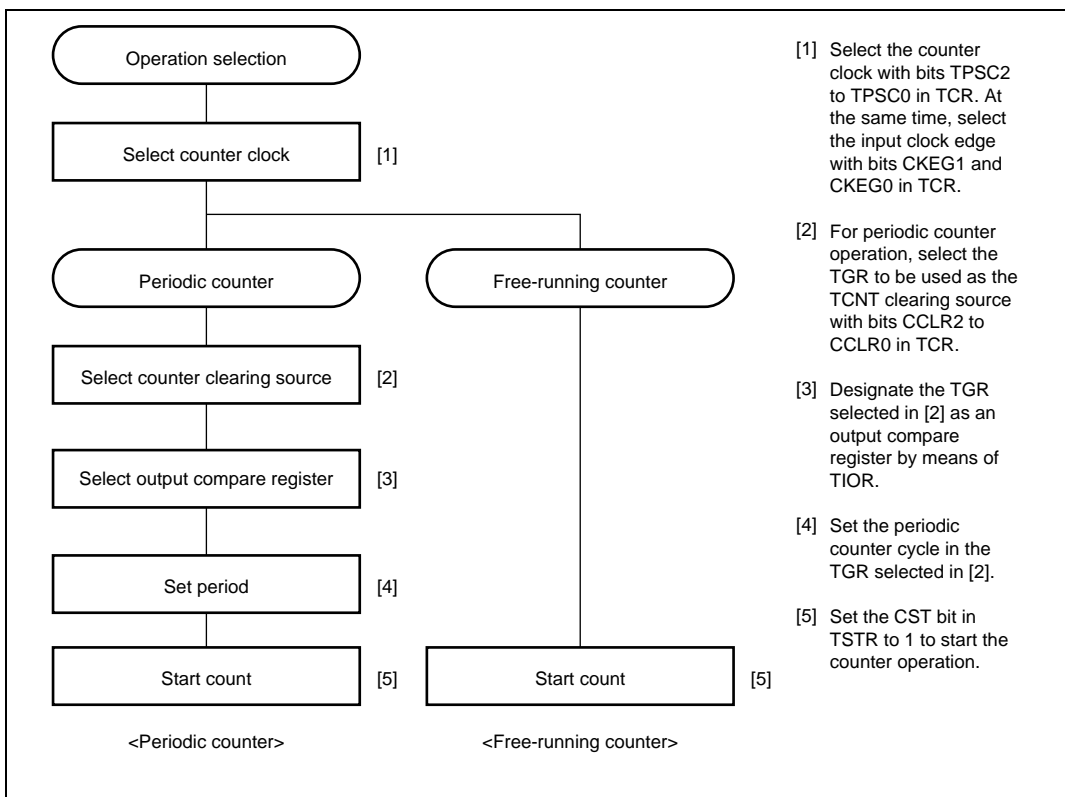 Operation selection
Select counter clock
[1]
Periodic counter
Free-running counter
Select counter clearing source
[2]
Select output compare register
[3]
Set period
[4]
Start count
[5]
Start count
[5]
<Periodic counter>
<Free-running counter>
[1] Select the counter
clock with bits TPSC2
to TPSC0 in TCR. At
the same time, select
the input clock edge
with bits CKEG1 and
CKEG0 in TCR.
[2] For periodic counter
operation, select the
TGR to be used as the
TCNT clearing source
with bits CCLR2 to
CCLR0 in TCR.
[3] Designate the TGR
selected in [2] as an
output compare
register by means of
TIOR.
[4] Set the periodic
counter cycle in the
TGR selected in [2].
[5] Set the CST bit in
TSTR to 1 to start the
counter operation.